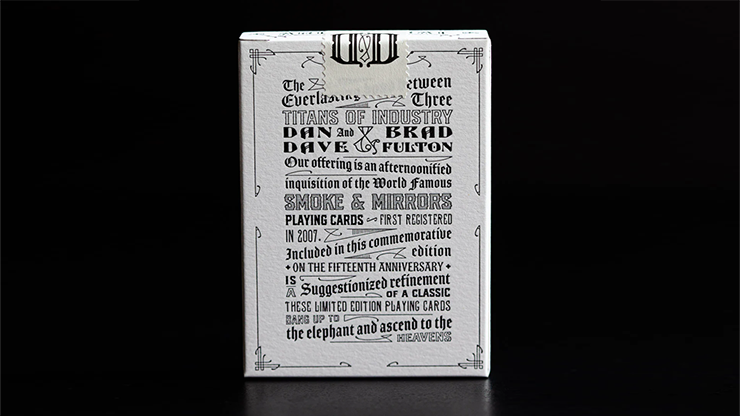 The etween
Everlasting Three
TITANS OF INDUSTRY
DAN And & BRAD
DAVE FULTON
Our offering is an afternoonified
inquisition of the World Famous
SMOKE & MIRRORS
PLAYING CARDS ~ FIRST REGISTERED
IN 2007.
Included in this commemorative
edition
• ON THE FIFTEENTH ANNIVERSARY •
IS
A Suggestionized refinement
OF A CLASSIC
THESE LIMITED EDITION PLAYING CARDS
BANG UP TO
the elephant and ascend to the
HEAVENS